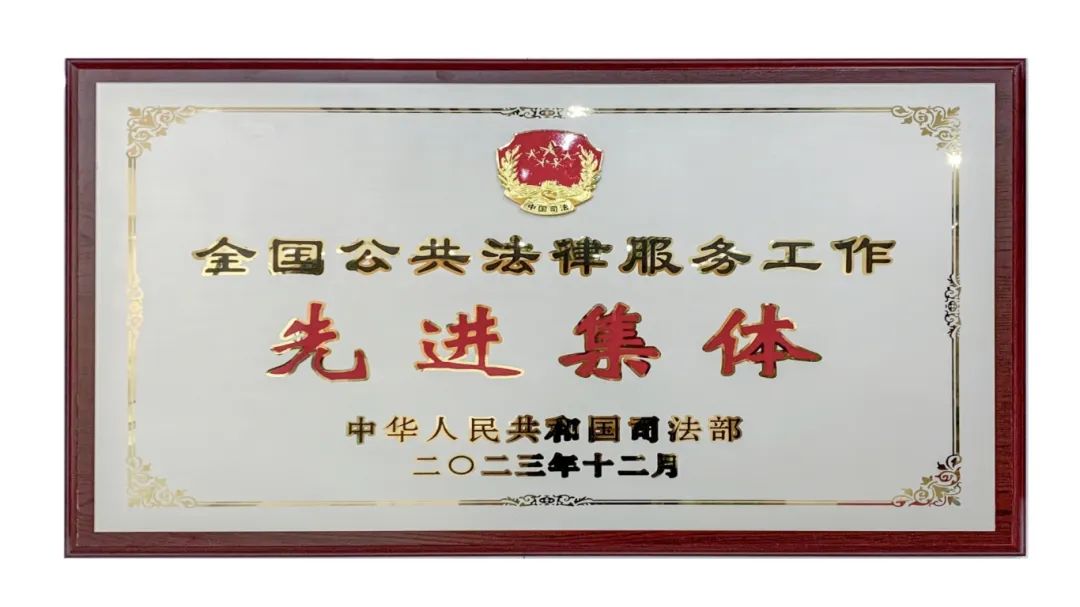 中国司法
全国公共法律服务工作
先进集体
中华人民共和国司法部
二〇二三年十二月